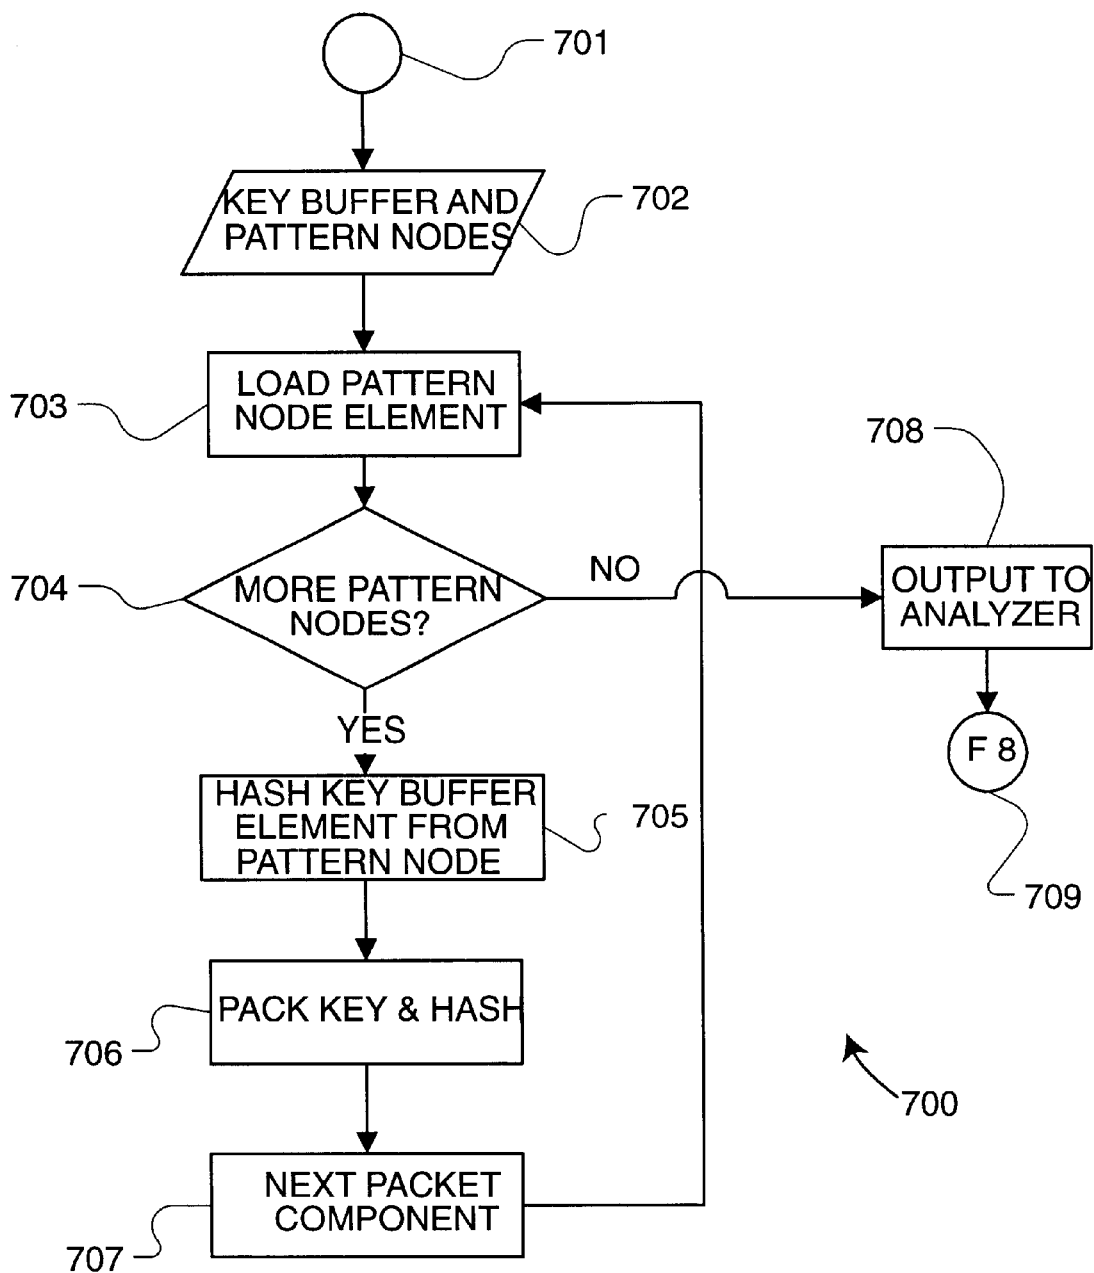 701
KEY BUFFER AND
PATTERN NODES
702
LOAD PATTERN
NODE ELEMENT
703
708
OUTPUT TO
ANALYZER
704
MORE PATTERN
NODES?
NO
YES
F 8
HASH KEY BUFFER
ELEMENT FROM
PATTERN NODE
705
709
PACK KEY & HASH
706
700
NEXT PACKET
COMPONENT
707